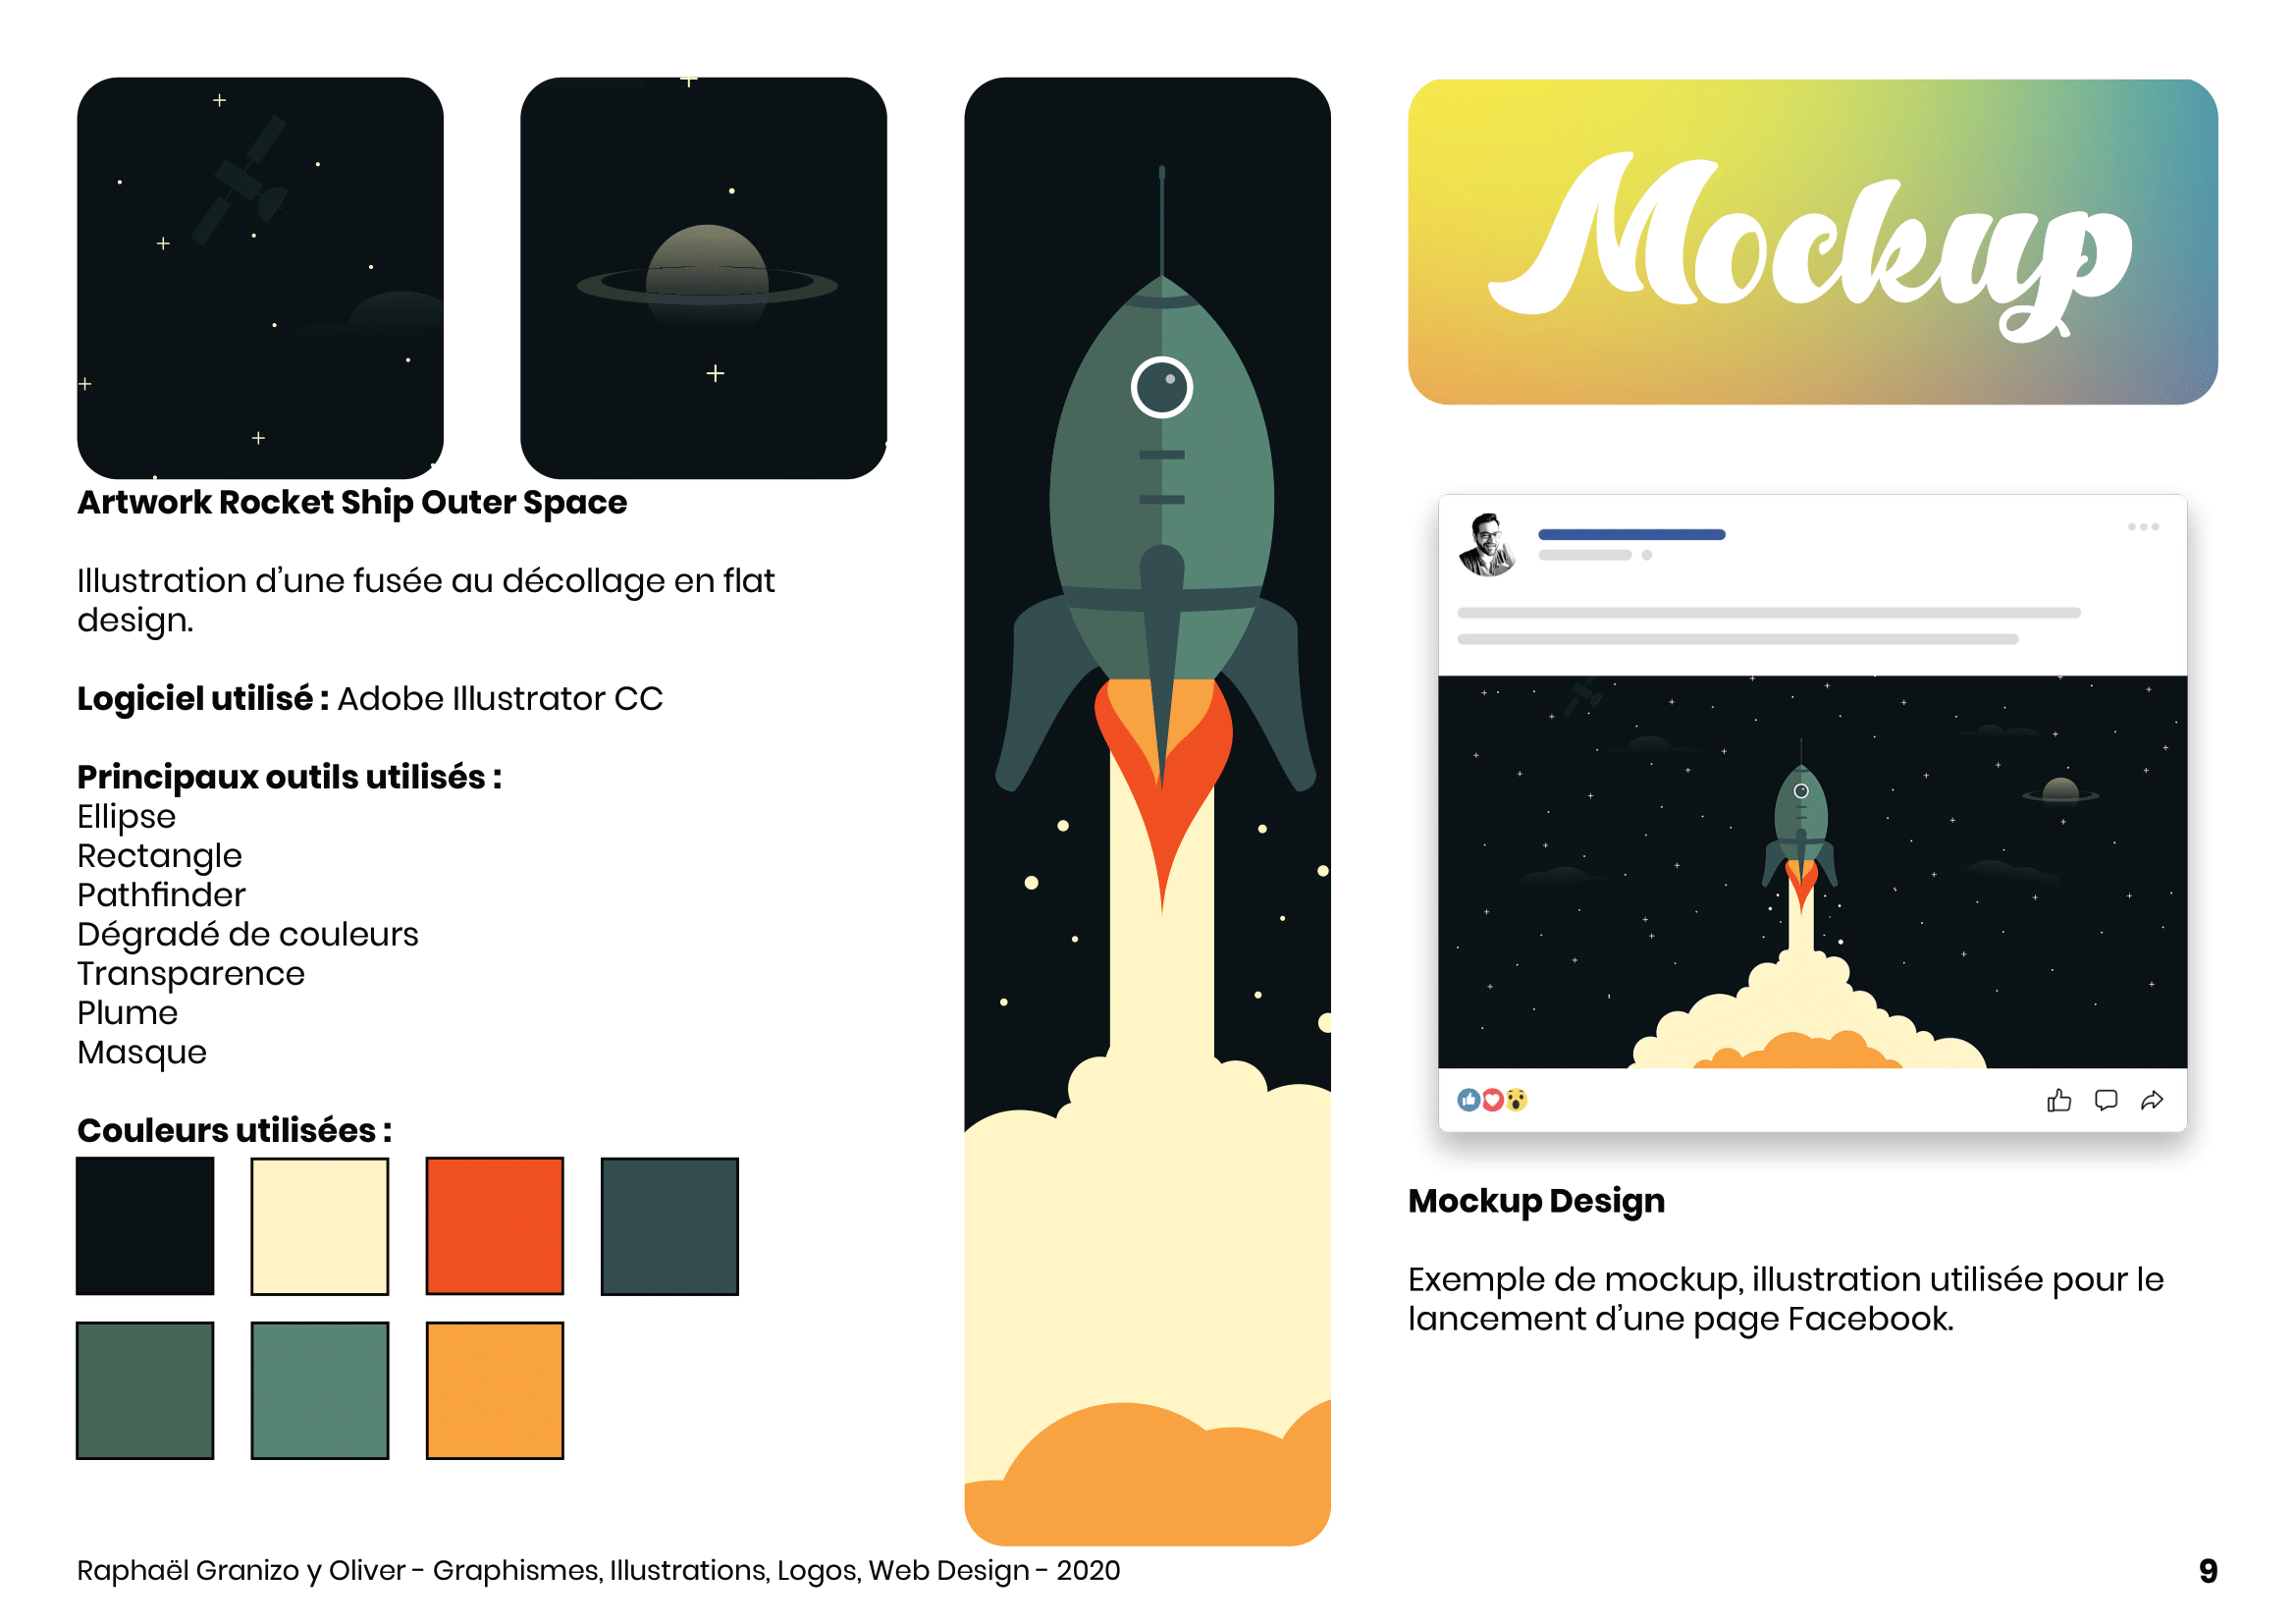 Artwork Rocket Ship Outer Space
Illustration d’une fusée au décollage en flat
design.
Logiciel utilisé : Adobe Illustrator CC
Principaux outils utilisés :
Ellipse
Rectangle
Pathfinder
Dégradé de couleurs
Transparence
Plume
Masque
Couleurs utilisées :
Mockup
Mockup Design
Exemple de mockup, illustration utilisée pour le
lancement d’une page Facebook.
Raphaël Granizo y Oliver - Graphismes, Illustrations, Logos, Web Design - 2020
9